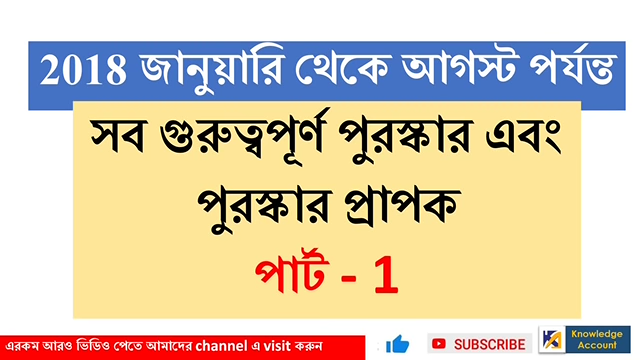 2018 জানুয়ারি থেকে আগস্ট পর্যন্ত
সব গুরুত্বপূর্ণ পুরস্কার এবং
পুরস্কার প্রাপক
পার্ট - 1
এরকম আরও ভিডিও পেতে আমাদের channel এ visit করুন
SUBSCRIBE
Knowledge
Account